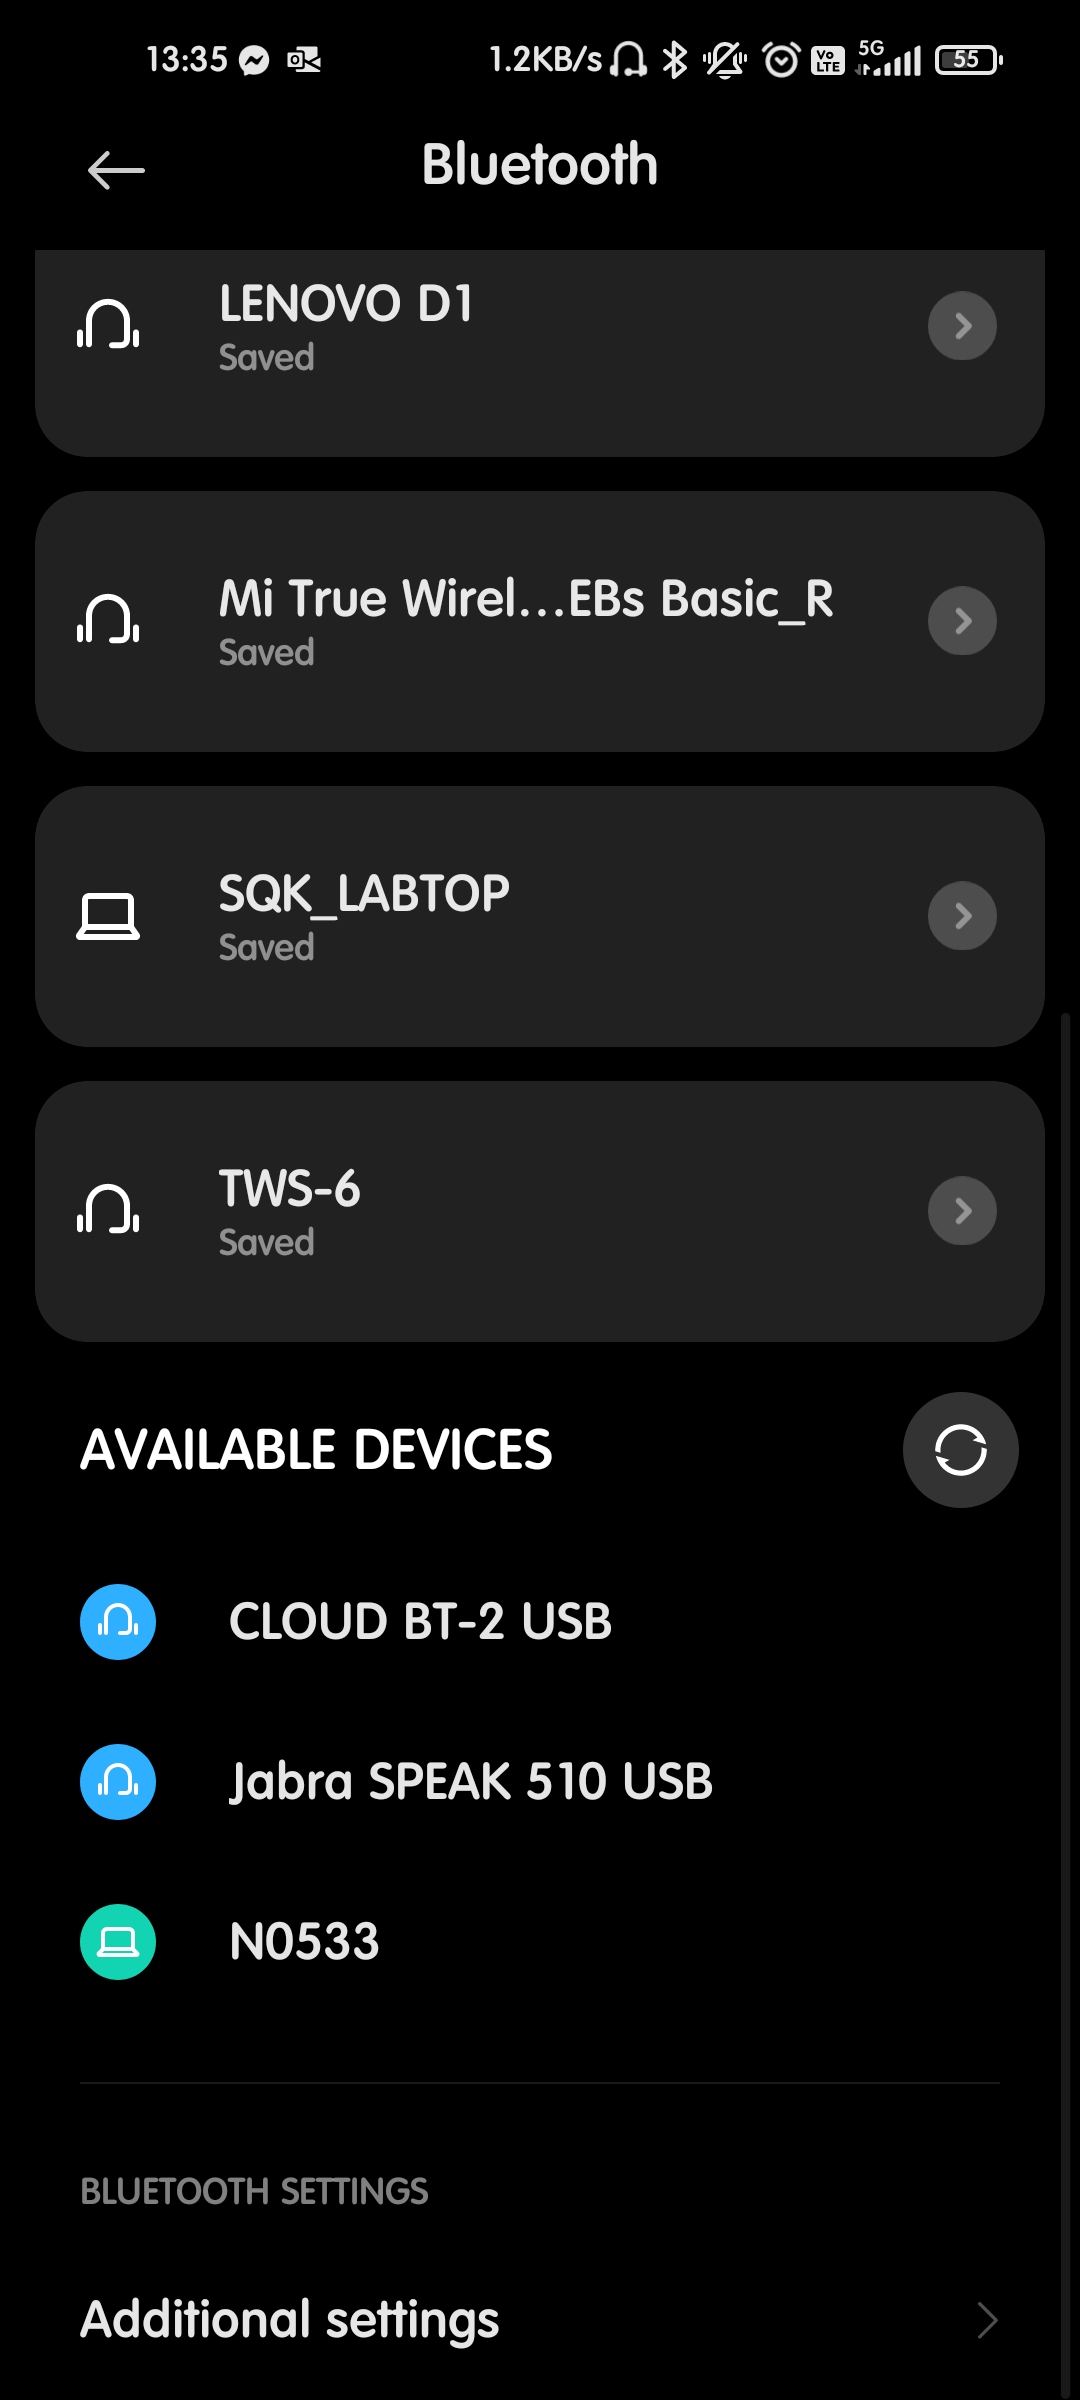 13:35 1.2KB/s Vo LTE 5G 55
Bluetooth
LENOVO D1
Saved
Mi True Wirel...EBs Basic_R
Saved
SQK_LABTOP
Saved
TWS-6
Saved
AVAILABLE DEVICES
CLOUD BT-2 USB
Jabra SPEAK 510 USB
N0533
BLUETOOTH SETTINGS
Additional settings